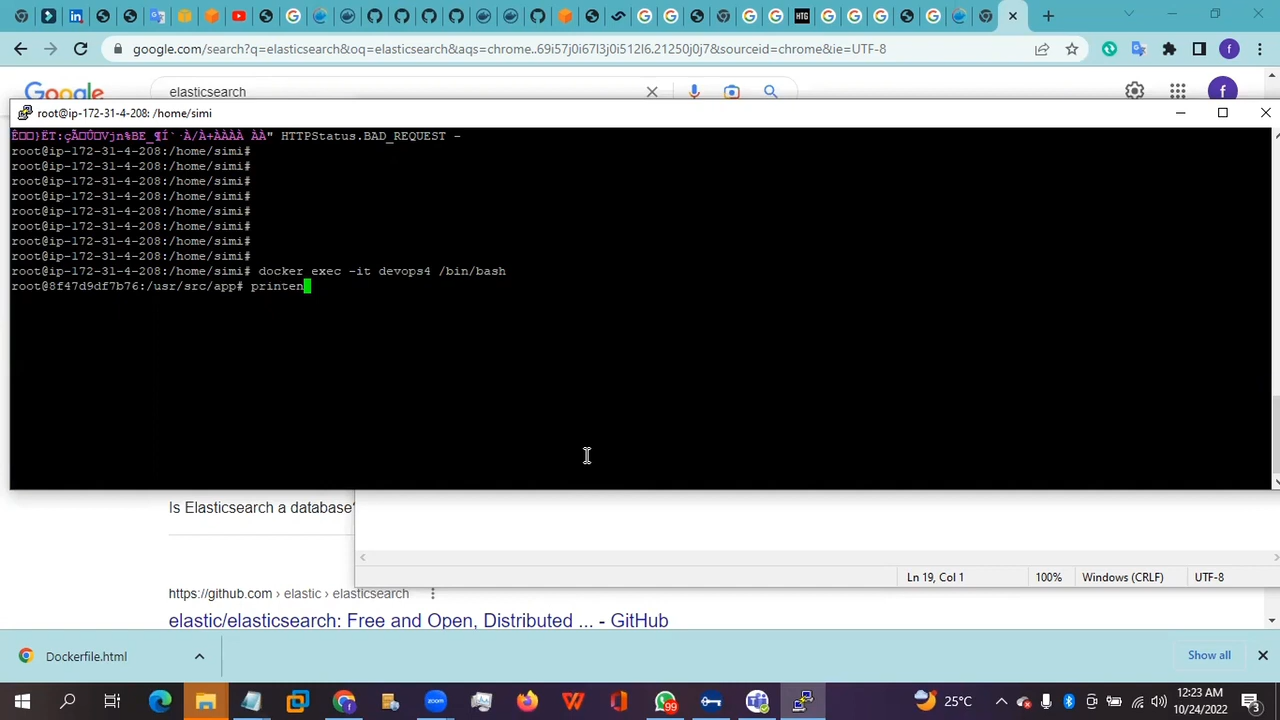 google.com/search?q=elasticsearch&oq=elasticsearch&aqs=chrome..69i57j0i67l3j0i512l6.21250j0j7&sourceid=chrome&ie=UTF-8
Google
elasticsearch
root@ip-172-31-4-208: /home/simi
HTTPStatus.BAD_REQUEST -
root@ip-172-31-4-208:/home/simi#
root@ip-172-31-4-208:/home/simi#
root@ip-172-31-4-208:/home/simi#
root@ip-172-31-4-208:/home/simi#
root@ip-172-31-4-208:/home/simi#
root@ip-172-31-4-208:/home/simi#
root@ip-172-31-4-208:/home/simi#
root@ip-172-31-4-208:/home/simi#
root@ip-172-31-4-208:/home/simi# docker exec -it devops4 /bin/bash
root@8f47d9df7b76:/usr/src/app# printen
Is Elasticsearch a database?
Ln 19, Col 1 100% Windows (CRLF) UTF-8
https://github.com › elastic › elasticsearch
elastic/elasticsearch: Free and Open, Distributed ... - GitHub
Dockerfile.html
Show all
25°C
12:23 AM
10/24/2022